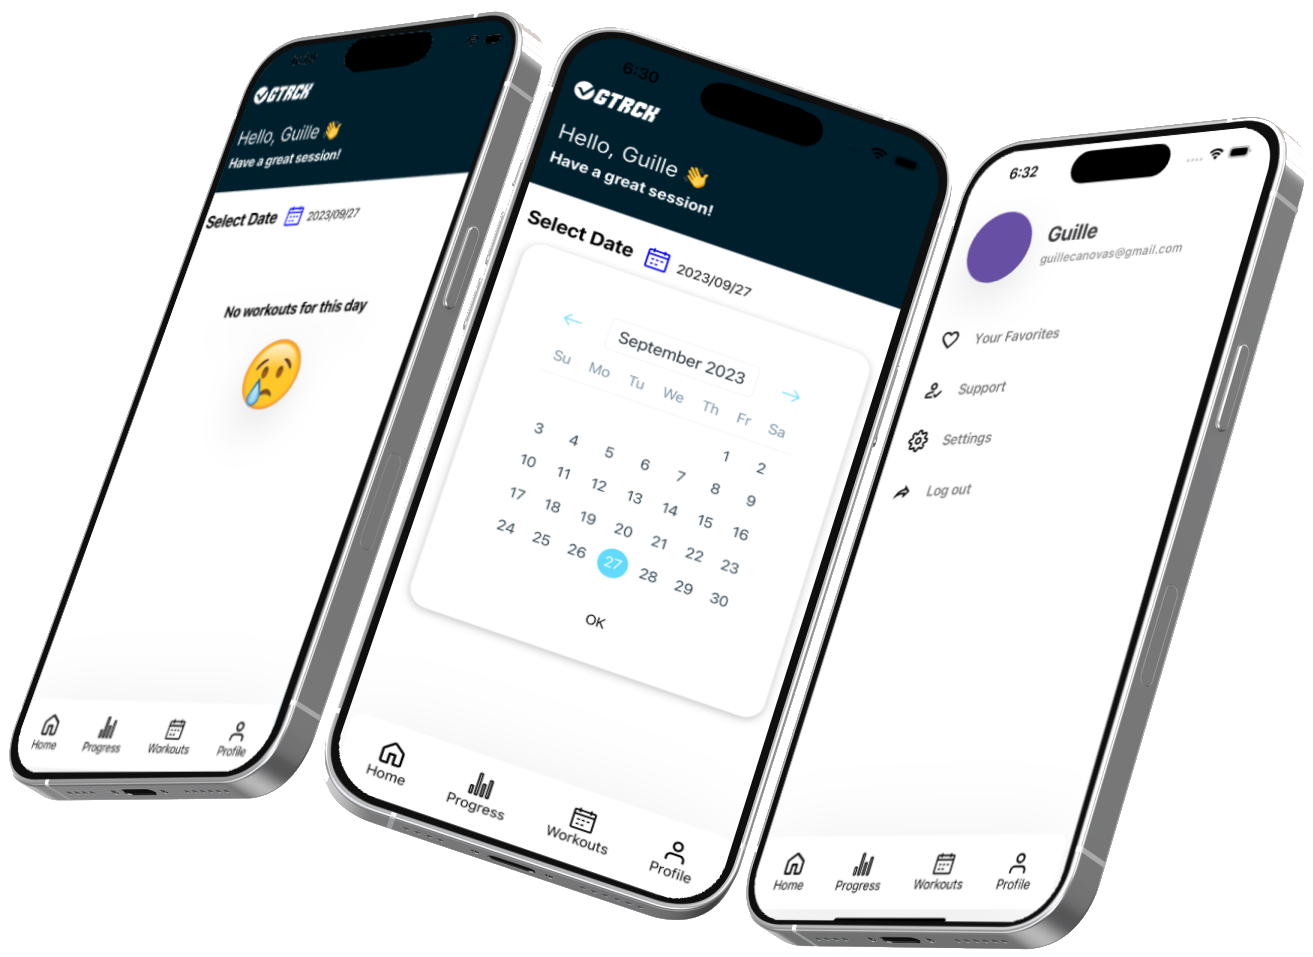 GTRCK
Hello, Guille 👋
Have a great session!
Select Date 2023/09/27
No workouts for this day
Home Progress Workouts Profile
6:30
GTRCK
Hello, Guille 👋
Have a great session!
Select Date 2023/09/27
September 2023
Su Mo Tu We Th Fr Sa
1 2
3 4 5 6 7 8 9
10 11 12 13 14 15 16
17 18 19 20 21 22 23
24 25 26 27 28 29 30
OK
Home Progress Workouts Profile
6:32
Guille
guillecanovas@gmail.com
Your Favorites
Support
Settings
Log out
Home Progress Workouts Profile